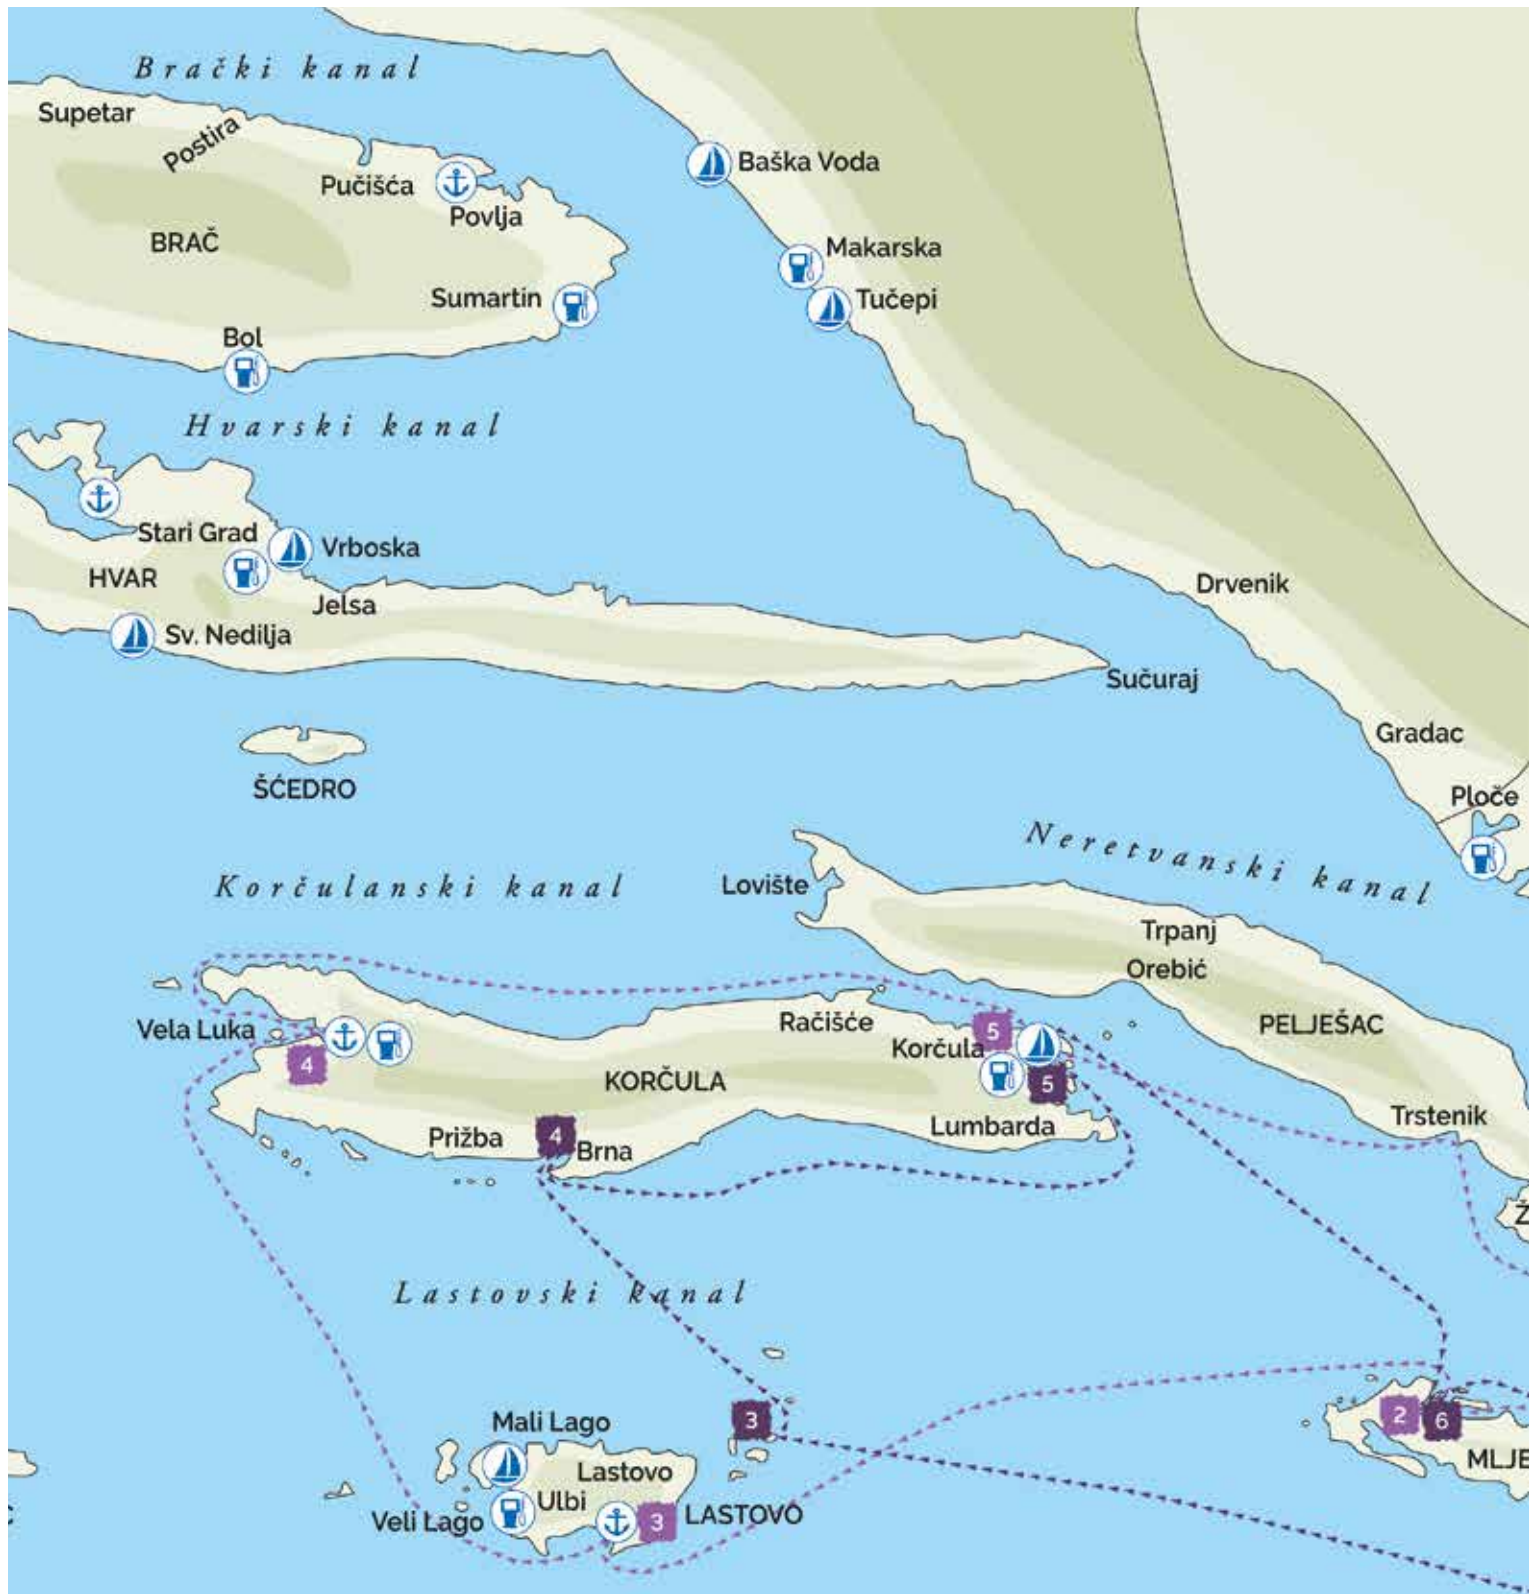 Brački kanal
Supetar
Postira
Pučišća
Povlja
Baška Voda
BRAČ
Makarska
Sumartin
Tučepi
Bol
Hvarski kanal
Stari Grad
Vrboska
HVAR
Jelsa
Drvenik
Sv. Nedilja
Sučuraj
Gradac
ŠĆEDRO
Ploče
Neretvanski kanal
Korčulanski kanal
Lovište
Trpanj
Orebić
Račišće
PELJEŠAC
Vela Luka
5
Korčula
4
KORČULA
5
Trstenik
Lumbarda
4
Prižba
Brna
Ž
Lastovski kanal
Mali Lago
3
2
6
MLJE
Lastovo
Ulbi
Veli Lago
3
LASTOVO